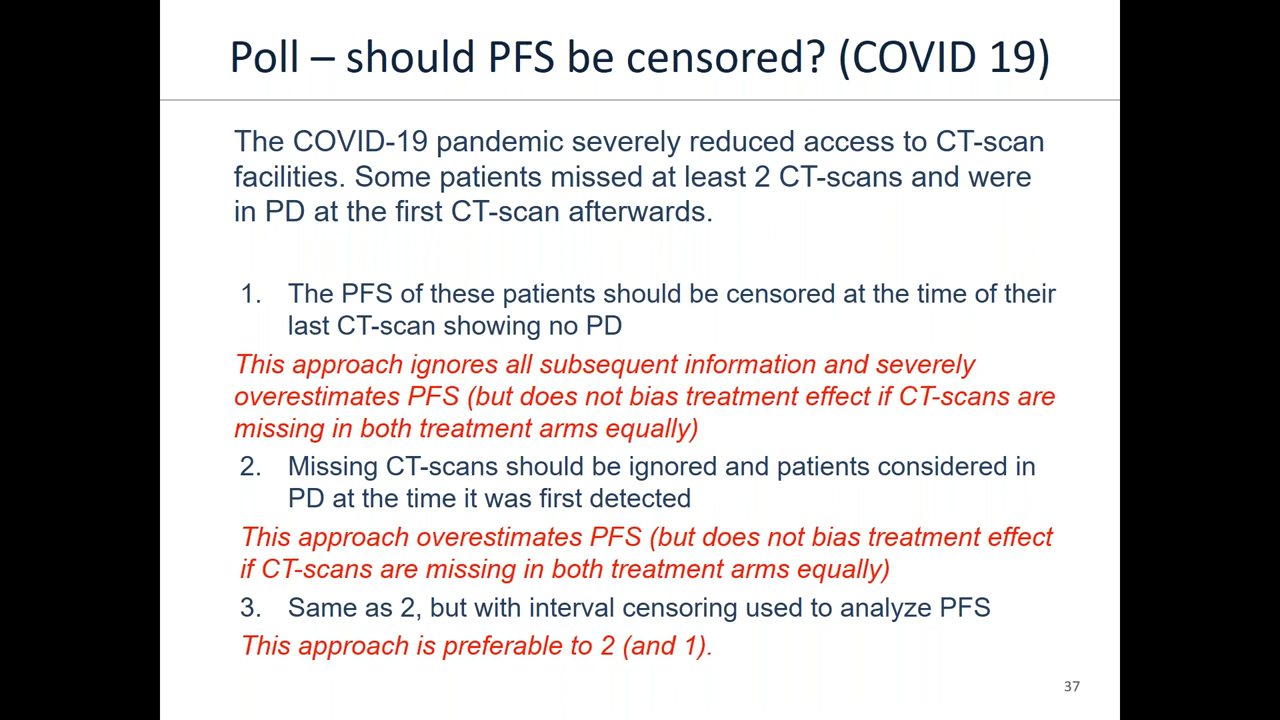 Poll – should PFS be censored? (COVID 19)
The COVID-19 pandemic severely reduced access to CT-scan
facilities. Some patients missed at least 2 CT-scans and were
in PD at the first CT-scan afterwards.
1. The PFS of these patients should be censored at the time of their
last CT-scan showing no PD
This approach ignores all subsequent information and severely
overestimates PFS (but does not bias treatment effect if CT-scans are
missing in both treatment arms equally)
2. Missing CT-scans should be ignored and patients considered in
PD at the time it was first detected
This approach overestimates PFS (but does not bias treatment effect
if CT-scans are missing in both treatment arms equally)
3. Same as 2, but with interval censoring used to analyze PFS
This approach is preferable to 2 (and 1).
37